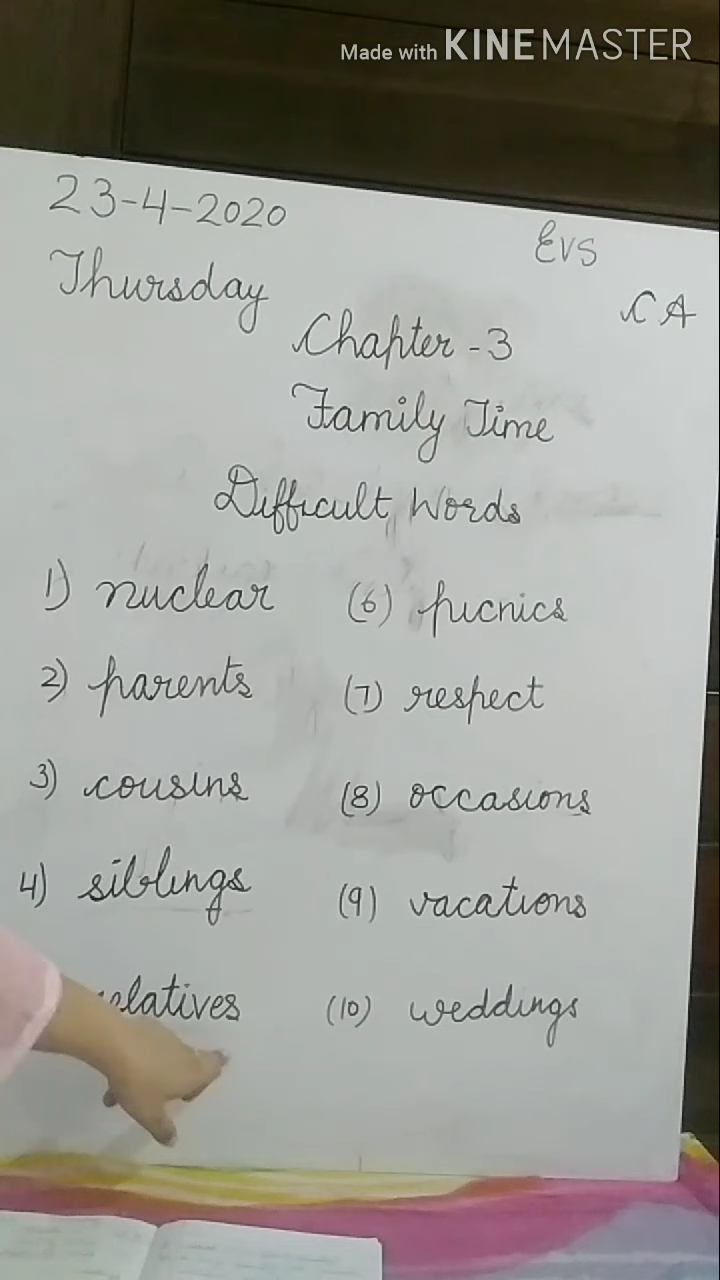 Made with KINEMASTER
23-4-2020
EVS
Thursday
CA
Chapter-3
Family Time
Difficult Words
1) nuclear (6) picnics
2) parents (7) respect
3) cousins (8) occasions
4) siblings (9) vacations
relatives (10) weddings